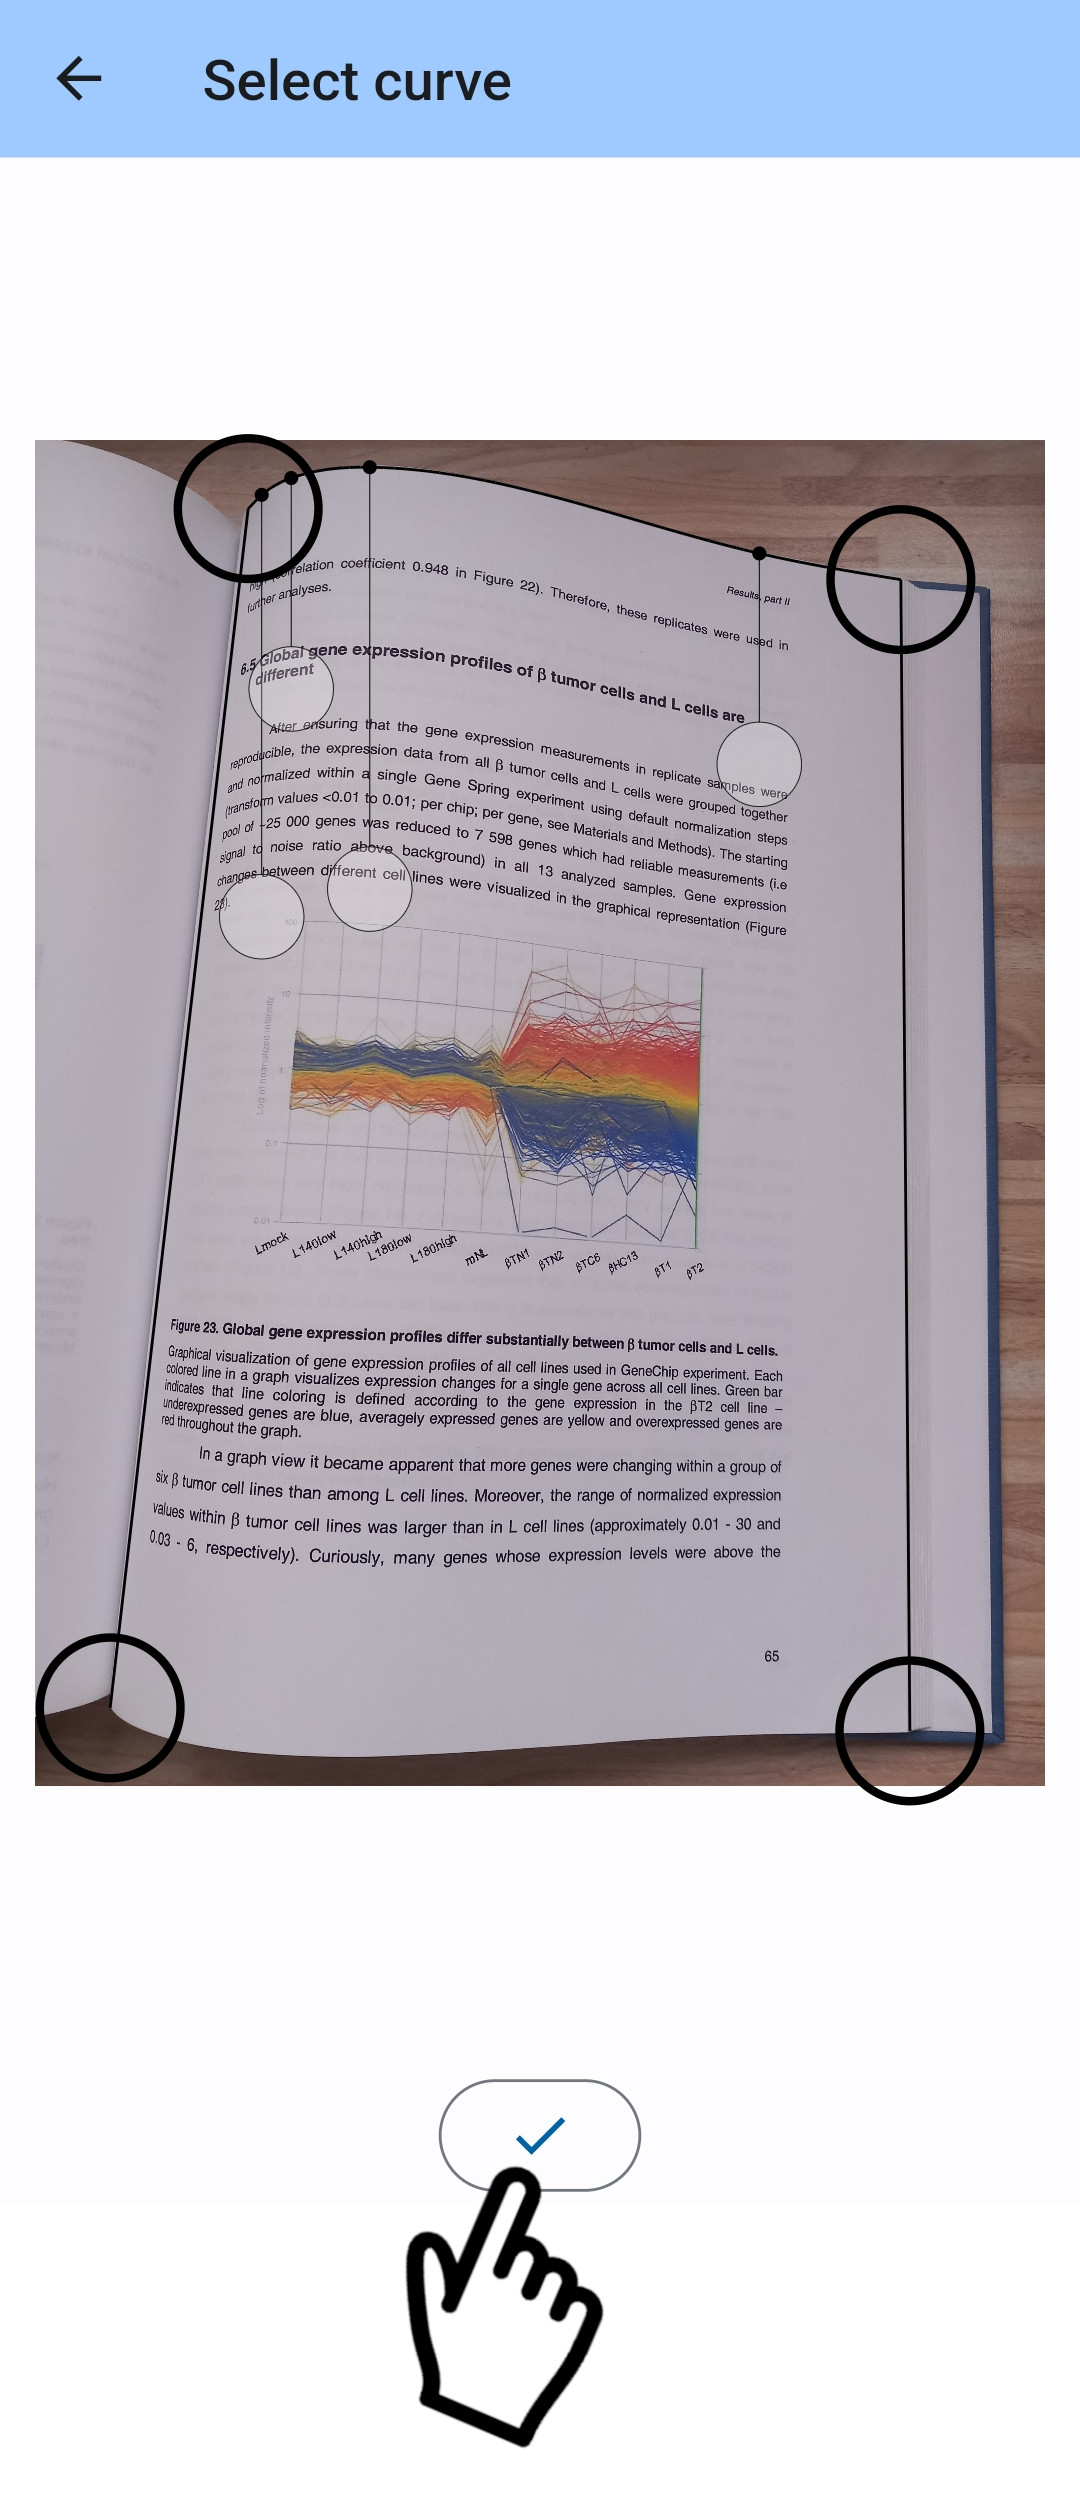 Select curve
Results, part II
relation coefficient 0.948 in Figure 22). Therefore, these replicates were used in
further analyses.
6.5 Global gene expression profiles of β tumor cells and L cells are
different
After ensuring that the gene expression measurements in replicate samples were
reproducible, the expression data from all β tumor cells and L cells were grouped together
and normalized within a single Gene Spring experiment using default normalization steps
(transform values <0.01 to 0.01; per chip; per gene, see Materials and Methods). The starting
pool of ~25 000 genes was reduced to 7 598 genes which had reliable measurements (i.e
signal to noise ratio above background) in all 13 analyzed samples. Gene expression
changes between different cell lines were visualized in the graphical representation (Figure
23).
100
10
1
0.1
0.01
Log of normalized intensity
Lmock L140low L140high L180low L180high mNL βTN1 βTN2 βTC6 βHC13 βT1 βT2
Figure 23. Global gene expression profiles differ substantially between β tumor cells and L cells.
Graphical visualization of gene expression profiles of all cell lines used in GeneChip experiment. Each
colored line in a graph visualizes expression changes for a single gene across all cell lines. Green bar
indicates that line coloring is defined according to the gene expression in the βT2 cell line –
underexpressed genes are blue, averagely expressed genes are yellow and overexpressed genes are
red throughout the graph.
In a graph view it became apparent that more genes were changing within a group of
six β tumor cell lines than among L cell lines. Moreover, the range of normalized expression
values within β tumor cell lines was larger than in L cell lines (approximately 0.01 - 30 and
0.03 - 6, respectively). Curiously, many genes whose expression levels were above the
65